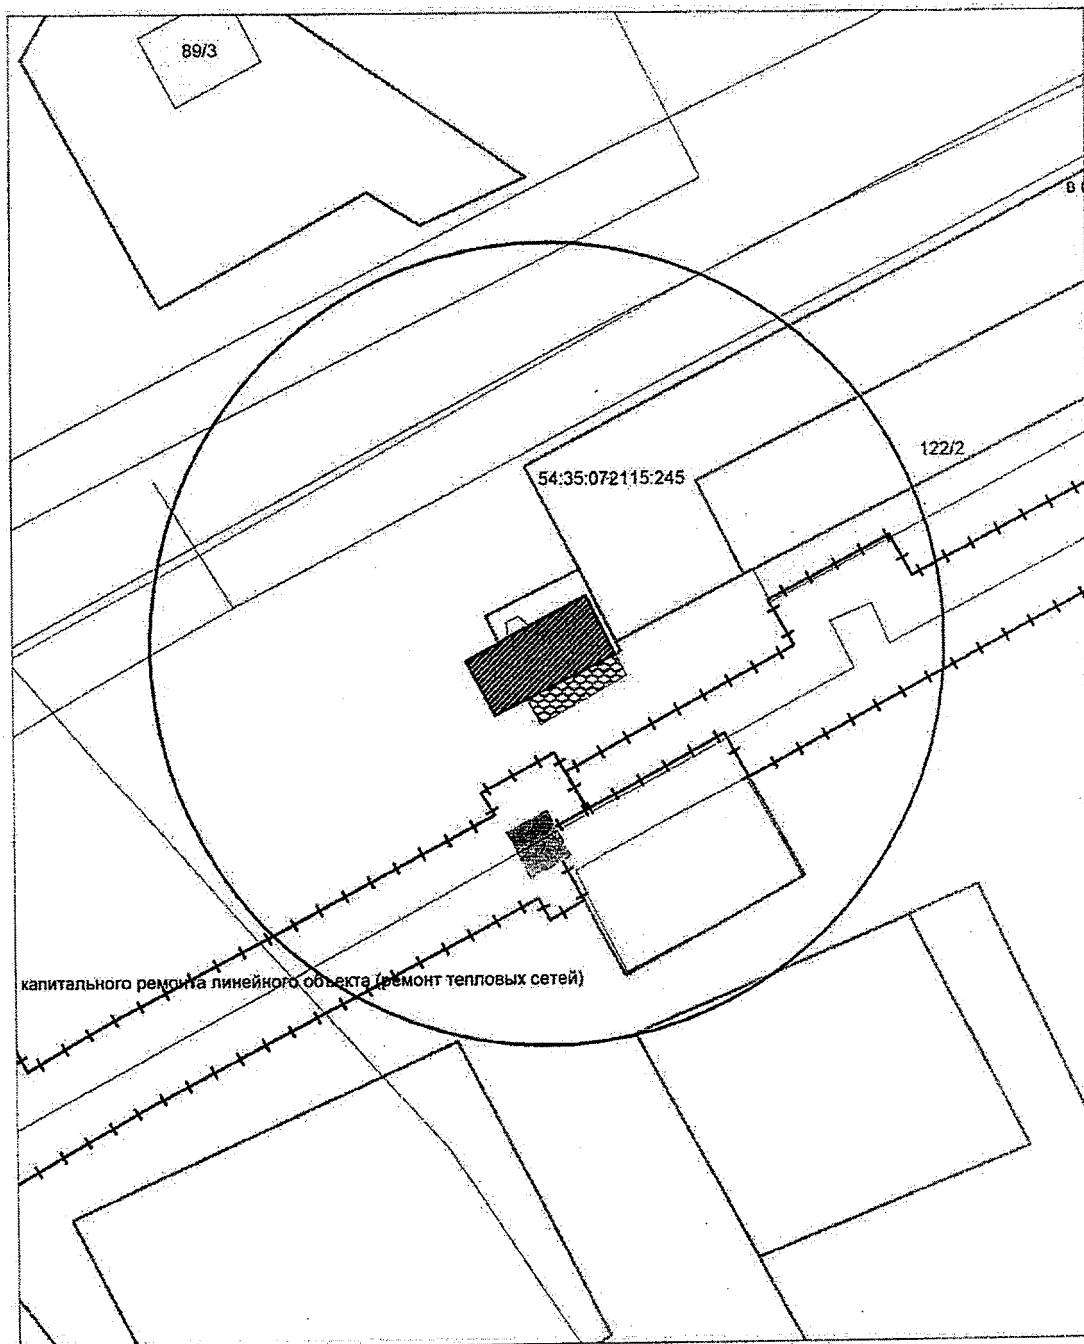 89/3
В
122/2
54:35:072115:245
капитального ремонта линейного объекта (ремонт тепловых сетей)